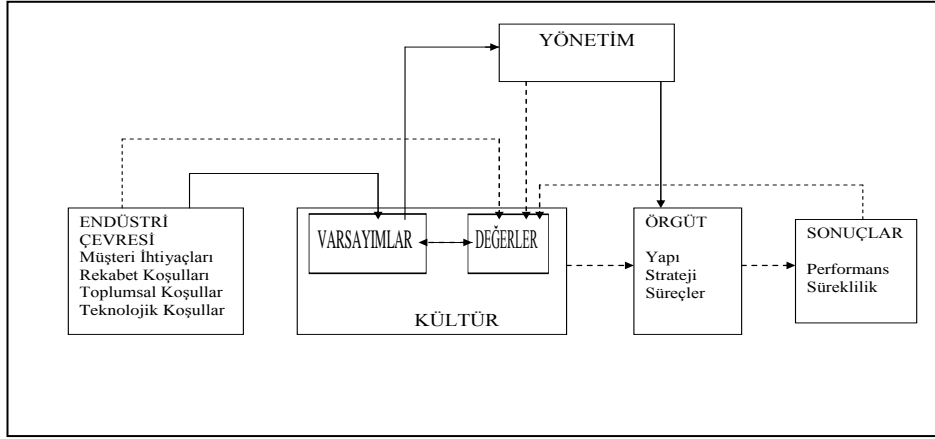 YÖNETİM
ENDÜSTRİ
ÇEVRESİ
Müşteri İhtiyaçları
Rekabet Koşulları
Toplumsal Koşullar
Teknolojik Koşullar
VARSAYIMLAR
DEĞERLER
KÜLTÜR
ÖRGÜT
Yapı
Strateji
Süreçler
SONUÇLAR
Performans
Süreklilik